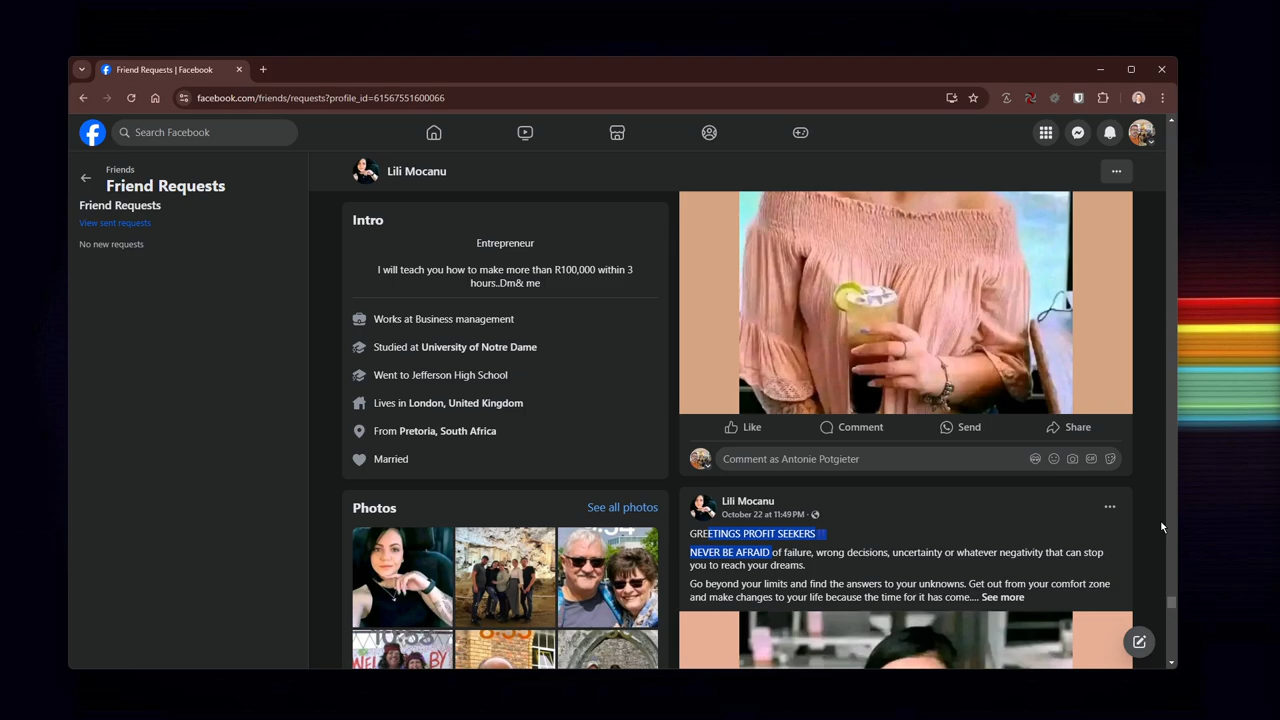 Friend Requests | Facebook
facebook.com/friends/requests?profile_id=61567551600066
Search Facebook
Friends
Friend Requests
Friend Requests
View sent requests
No new requests
Lili Mocanu
Intro
Entrepreneur
I will teach you how to make more than R100,000 within 3
hours..Dm& me
Works at Business management
Studied at University of Notre Dame
Went to Jefferson High School
Lives in London, United Kingdom
From Pretoria, South Africa
Married
Photos
See all photos
Like
Comment
Send
Share
Comment as Antonie Potgieter
Lili Mocanu
October 22 at 11:49 PM ·
GREETINGS PROFIT SEEKERS
NEVER BE AFRAID of failure, wrong decisions, uncertainty or whatever negativity that can stop
you to reach your dreams.
Go beyond your limits and find the answers to your unknowns. Get out from your comfort zone
and make changes to your life because the time for it has come.... See more